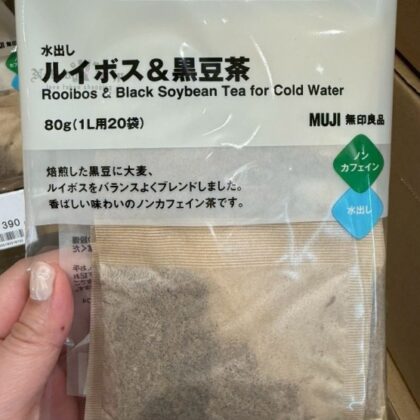 水出し
ルイボス&黒豆茶
Rooibos & Black Soybean Tea for Cold Water
80g(1L用20袋)
MUJI 無印良品
焙煎した黒豆に大麦、
ルイボスをバランスよくブレンドしました。
香ばしい味わいのノンカフェイン茶です。
ノン
カフェイン
水出し
390